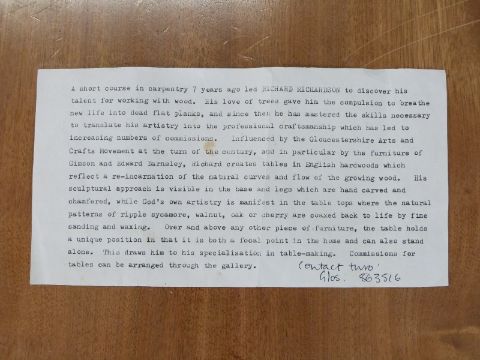 A short course in carpentry 7 years ago led RICHARD RICHARDSON to discover his
talent for working with wood. His love of trees gave him the compulsion to breathe
new life into dead flat planks, and since then he has mastered the skills necessary
to translate his artistry into the professional craftsmanship which has led to
increasing numbers of commissions. Influenced by the Gloucestershire Arts and
Crafts Movement at the turn of the century, and in particular by the furniture of
Gimson and Edward Barnsley, Richard creates tables in English hardwoods which
reflect a re-incarnation of the natural curves and flow of the growing wood. His
sculptural approach is visible in the base and legs which are hand carved and
chamfered, while God's own artistry is manifest in the table tops where the natural
patterns of ripple sycamore, walnut, oak or cherry are coaxed back to life by fine
sanding and waxing. Over and above any other piece of furniture, the table holds
a unique position in that it is both a focal point in the home and can also stand
alone. This drawn him to his specialisation in table-making. Commissions for
tables can be arranged through the gallery.
Contact two
Glos. 863516